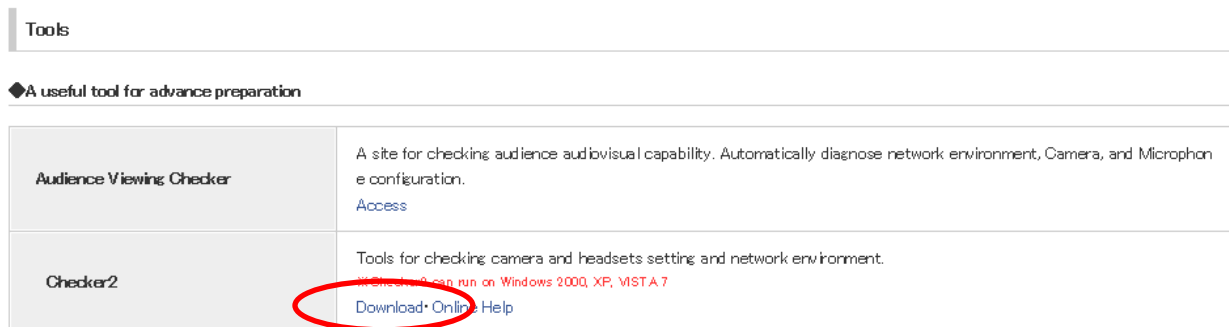 Tools
◆A useful tool for advance preparation
Audience Viewing Checker
A site for checking audience audiovisual capability. Automatically diagnose network environment, Camera, and Microphon
e configuration.
Access
Checker2
Tools for checking camera and headsets setting and network environment.
※Checker2 can run on Windows 2000, XP, VISTA 7
Download・Online Help